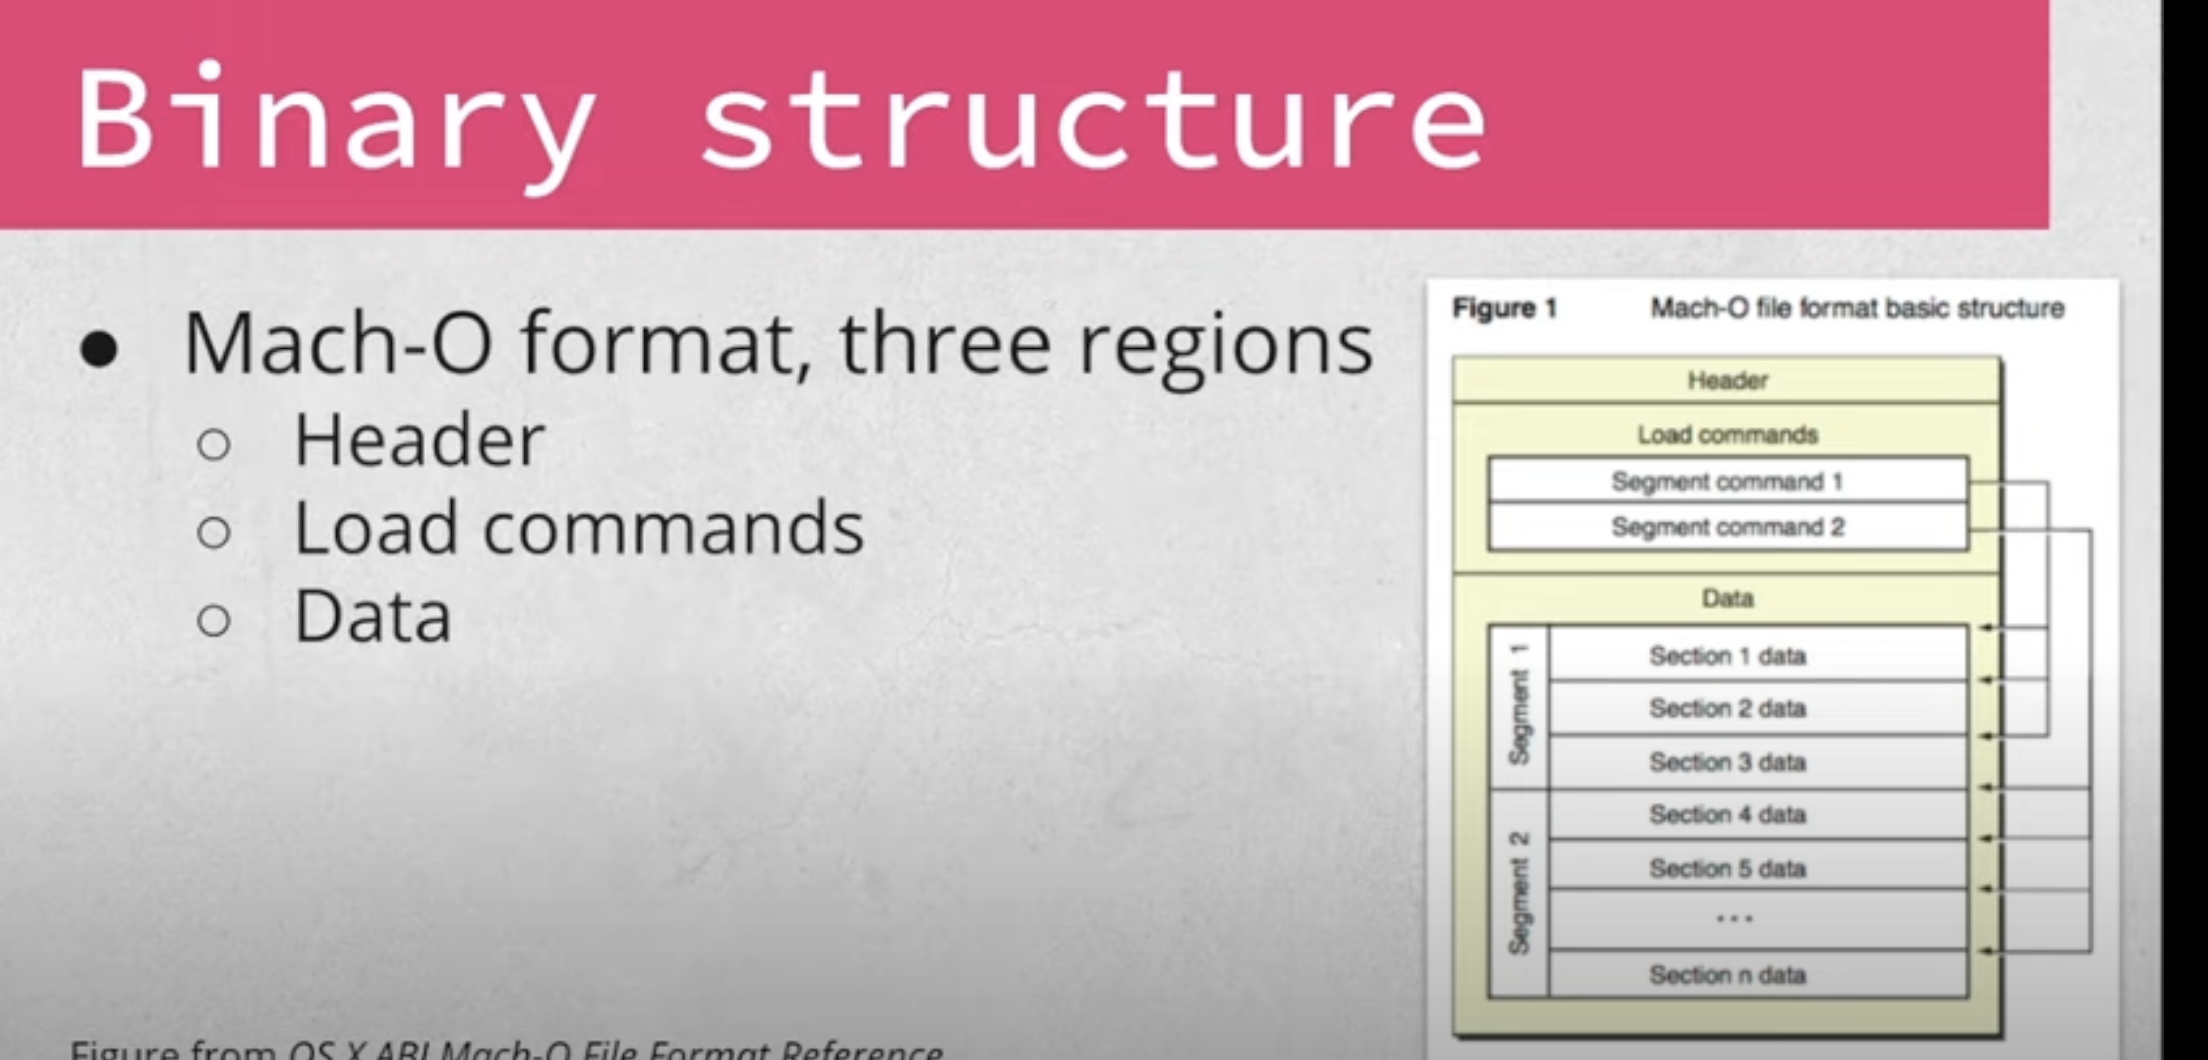 Binary structure
● Mach-O format, three regions
○ Header
○ Load commands
○ Data
Figure 1 Mach-O file format basic structure
Header
Load commands
Segment command 1
Segment command 2
Data
Segment 1
Section 1 data
Section 2 data
Section 3 data
Segment 2
Section 4 data
Section 5 data
...
Section n data
Figure from OS X ABI Mach-O File Format Reference